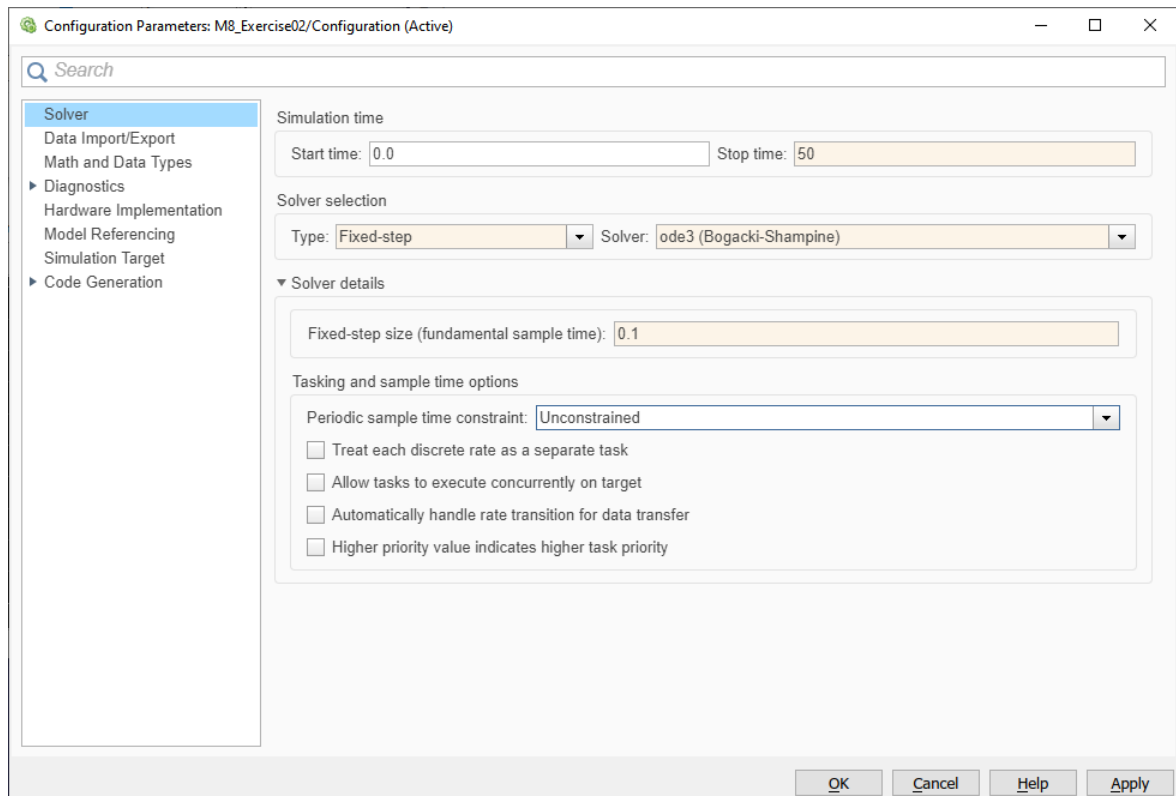 Configuration Parameters: M8_Exercise02/Configuration (Active)
Search
Solver
Data Import/Export
Math and Data Types
Diagnostics
Hardware Implementation
Model Referencing
Simulation Target
Code Generation
Simulation time
Start time: 0.0 Stop time: 50
Solver selection
Type: Fixed-step Solver: ode3 (Bogacki-Shampine)
Solver details
Fixed-step size (fundamental sample time): 0.1
Tasking and sample time options
Periodic sample time constraint: Unconstrained
Treat each discrete rate as a separate task
Allow tasks to execute concurrently on target
Automatically handle rate transition for data transfer
Higher priority value indicates higher task priority
OK Cancel Help Apply